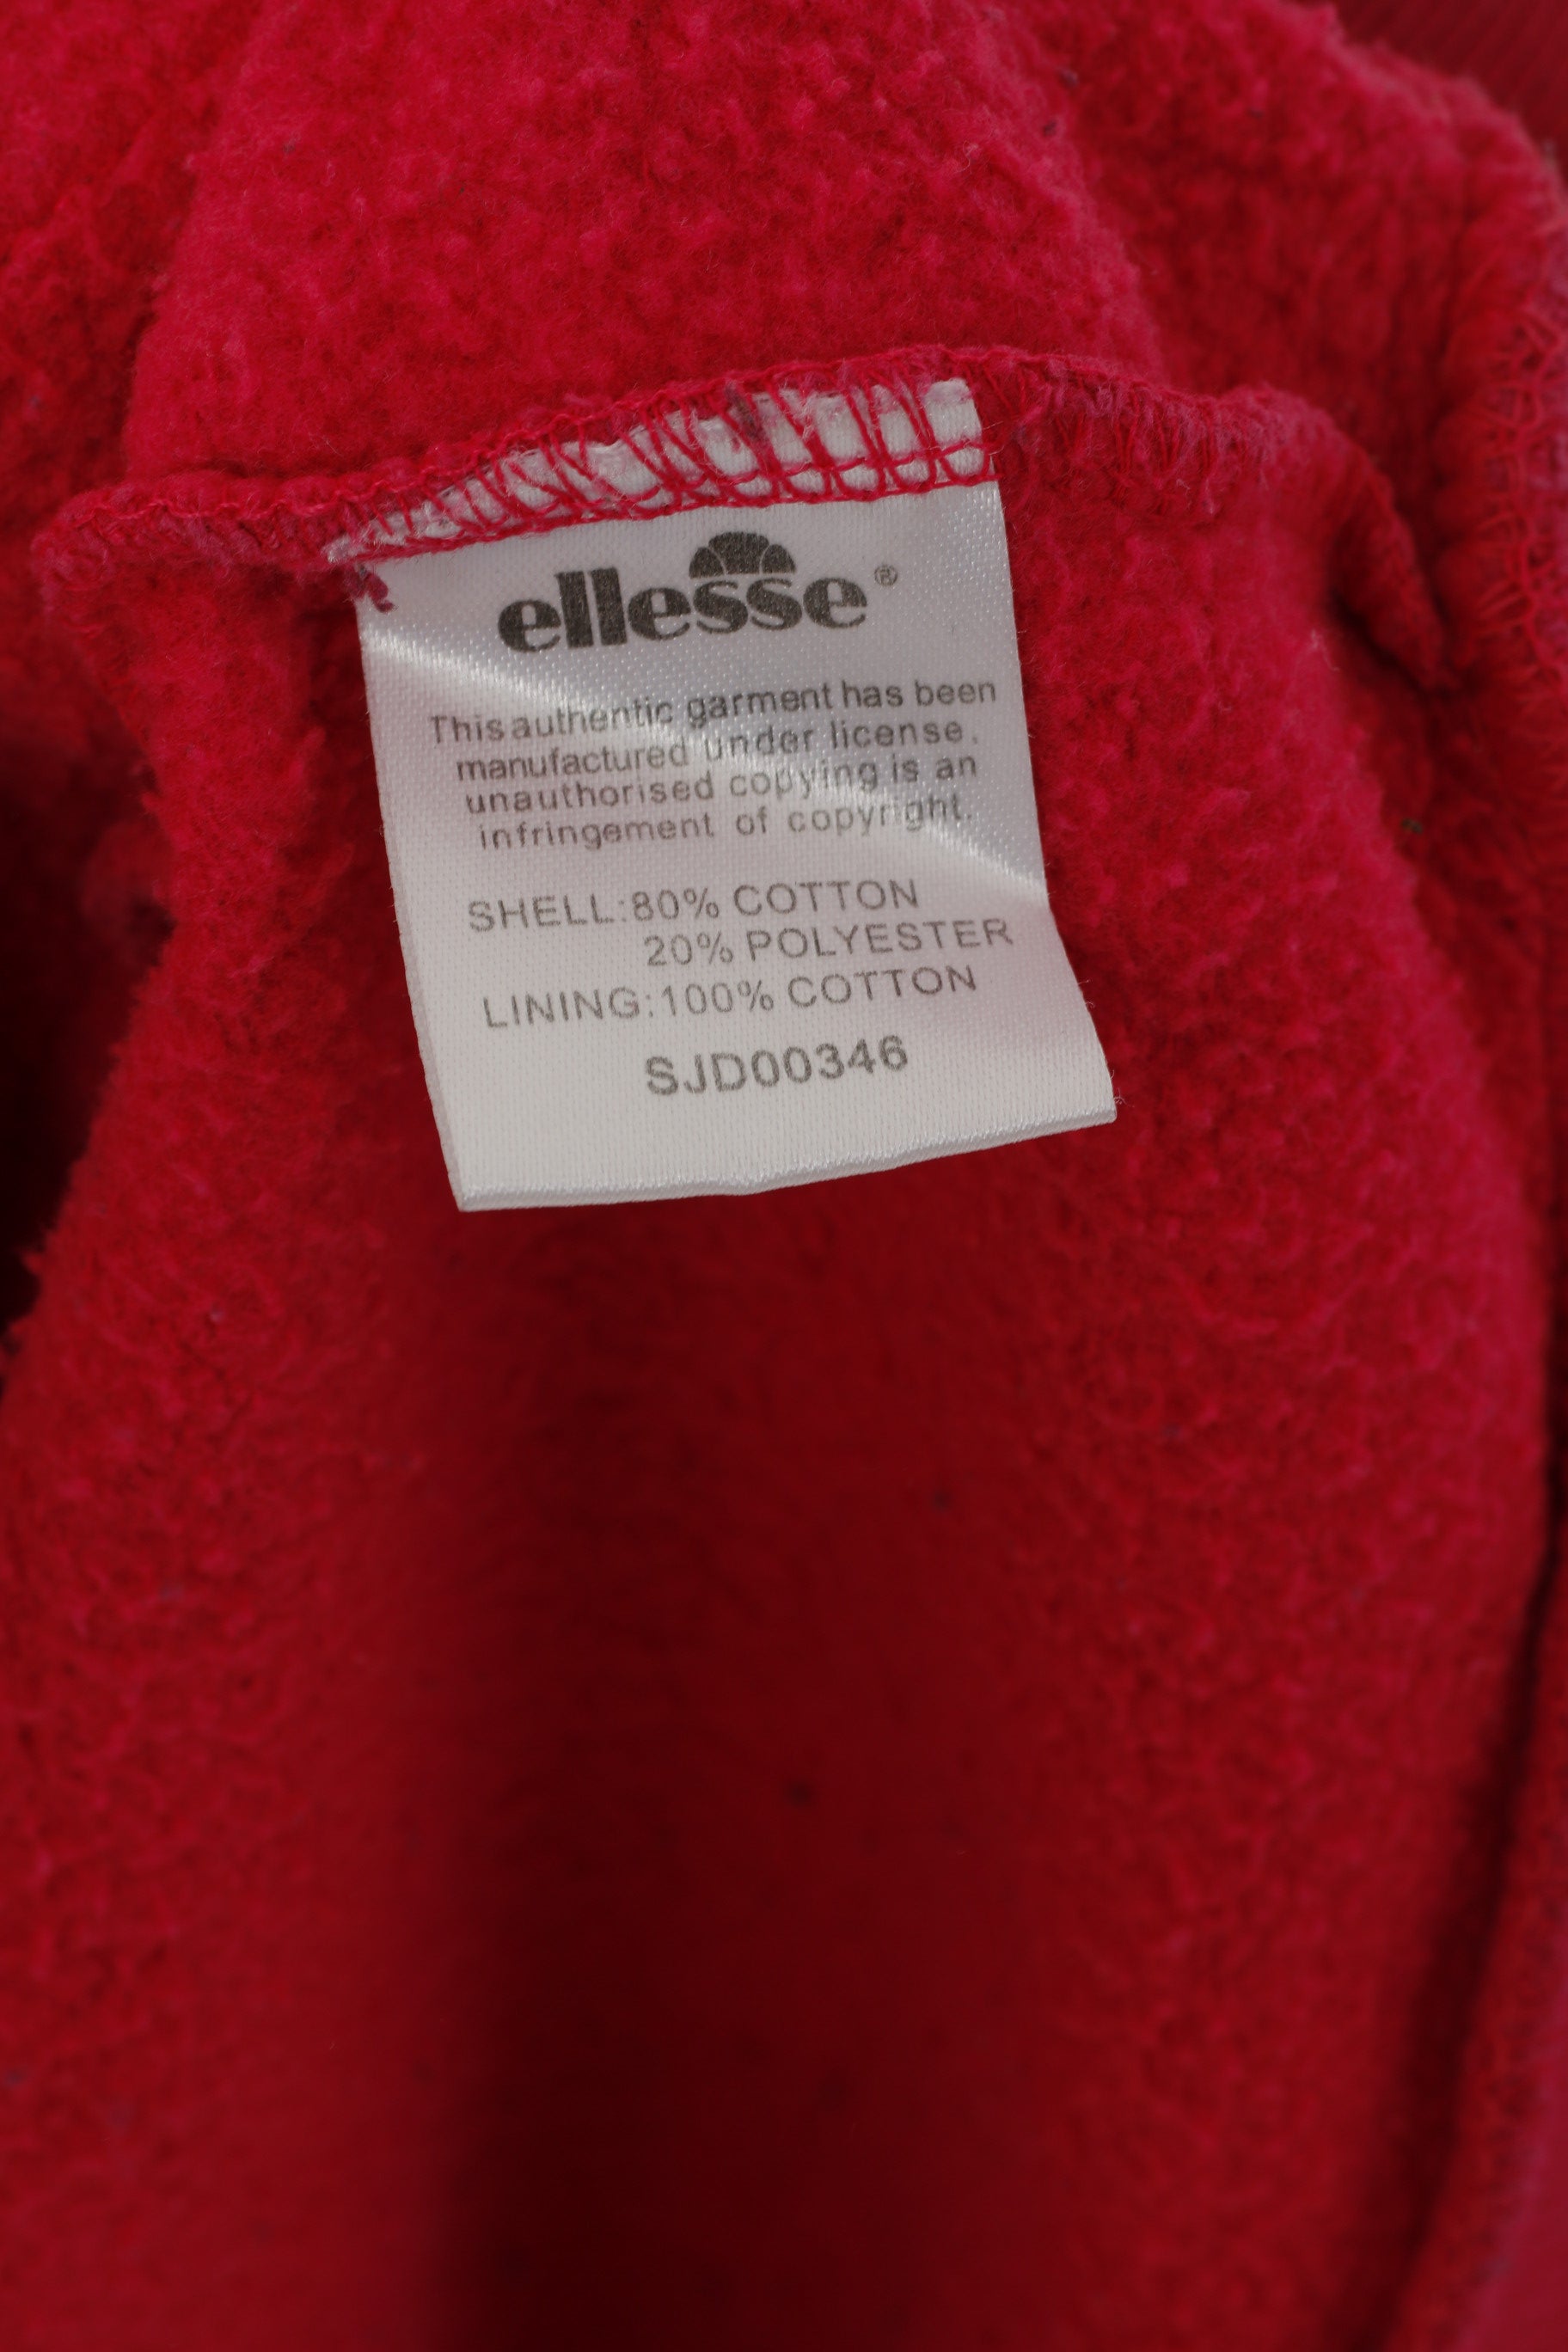 ellesse®
This authentic garment has been
manufactured under license.
unauthorised copying is an
infringement of copyright.
SHELL:80% COTTON
20% POLYESTER
LINING:100% COTTON
SJD00346